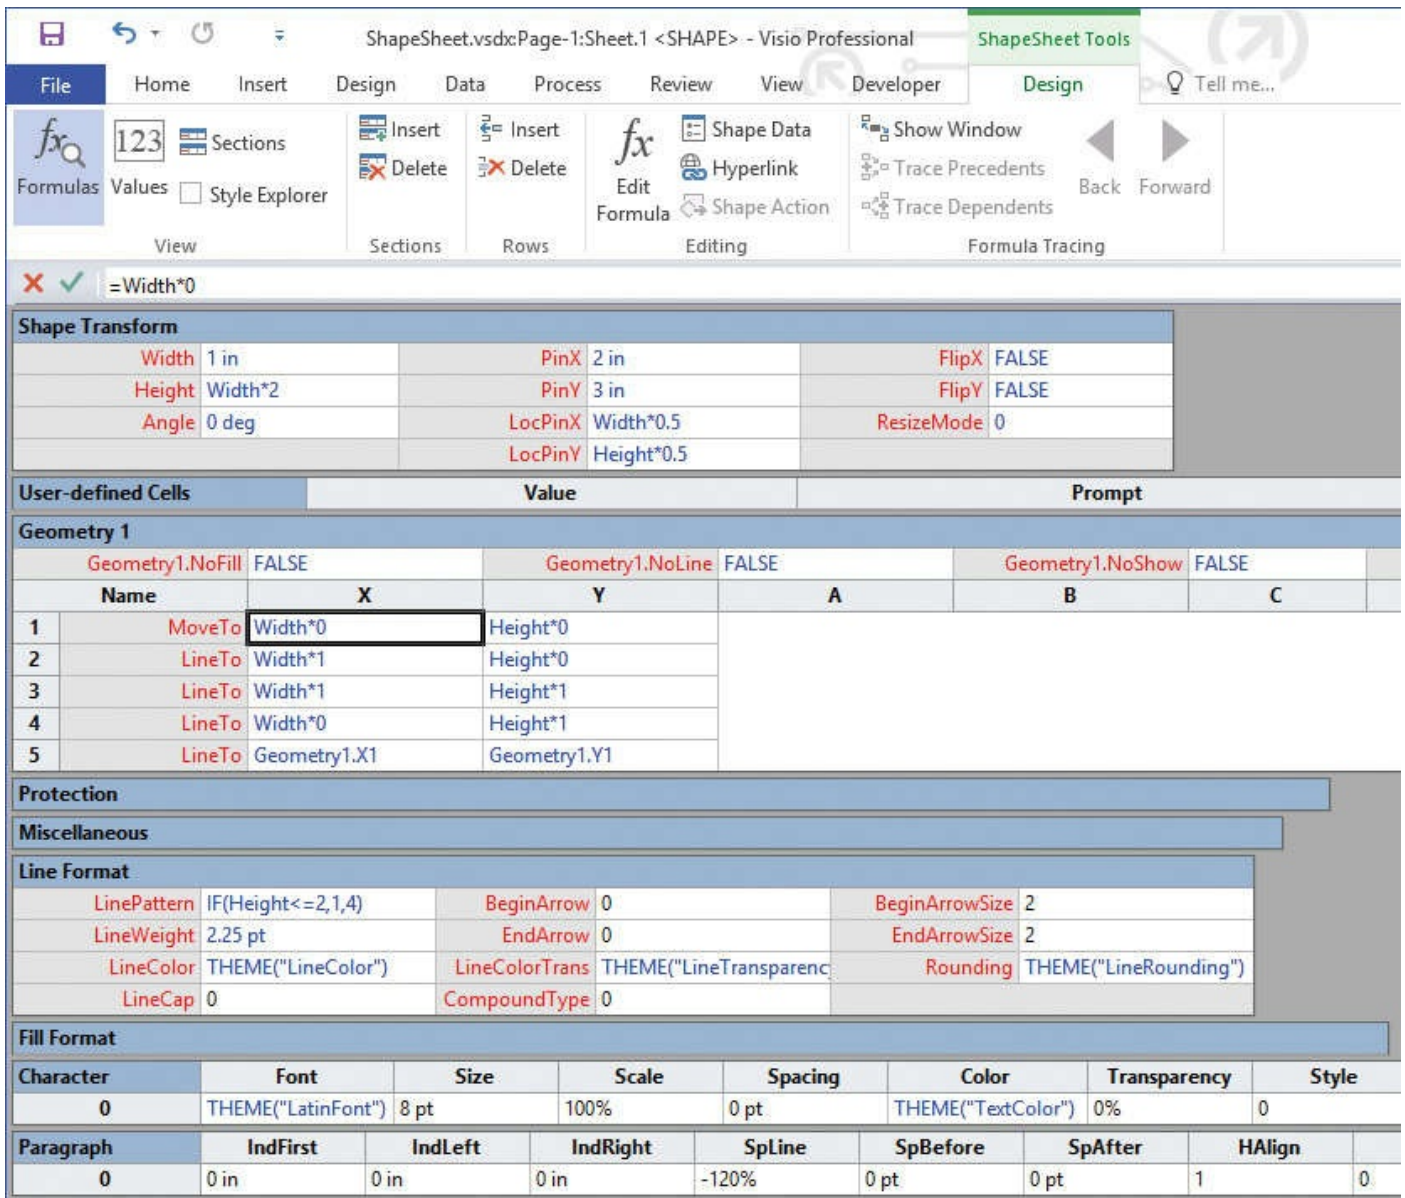 ShapeSheet.vsdx:Page-1:Sheet.1 <SHAPE> - Visio Professional ShapeSheet Tools
File Home Insert Design Data Process Review View Developer Design Tell me...
Formulas
123 Values
Sections
Style Explorer
View
Insert
Delete
Sections
Insert
Delete
Rows
fx Edit Formula
Shape Data
Hyperlink
Shape Action
Editing
Show Window
Trace Precedents
Trace Dependents
Back Forward
Formula Tracing
=Width*0
Shape Transform
Width 1 in PinX 2 in FlipX FALSE
Height Width*2 PinY 3 in FlipY FALSE
Angle 0 deg LocPinX Width*0.5 ResizeMode 0
LocPinY Height*0.5
User-defined Cells Value Prompt
Geometry 1
Geometry1.NoFill FALSE Geometry1.NoLine FALSE Geometry1.NoShow FALSE
Name X Y A B C
1 MoveTo Width*0 Height*0
2 LineTo Width*1 Height*0
3 LineTo Width*1 Height*1
4 LineTo Width*0 Height*1
5 LineTo Geometry1.X1 Geometry1.Y1
Protection
Miscellaneous
Line Format
LinePattern IF(Height<=2,1,4) BeginArrow 0 BeginArrowSize 2
LineWeight 2.25 pt EndArrow 0 EndArrowSize 2
LineColor THEME("LineColor") LineColorTrans THEME("LineTransparenc Rounding THEME("LineRounding")
LineCap 0 CompoundType 0
Fill Format
Character Font Size Scale Spacing Color Transparency Style
0 THEME("LatinFont") 8 pt 100% 0 pt THEME("TextColor") 0% 0
Paragraph IndFirst IndLeft IndRight SpLine SpBefore SpAfter HAlign
0 0 in 0 in 0 in -120% 0 pt 0 pt 1 0